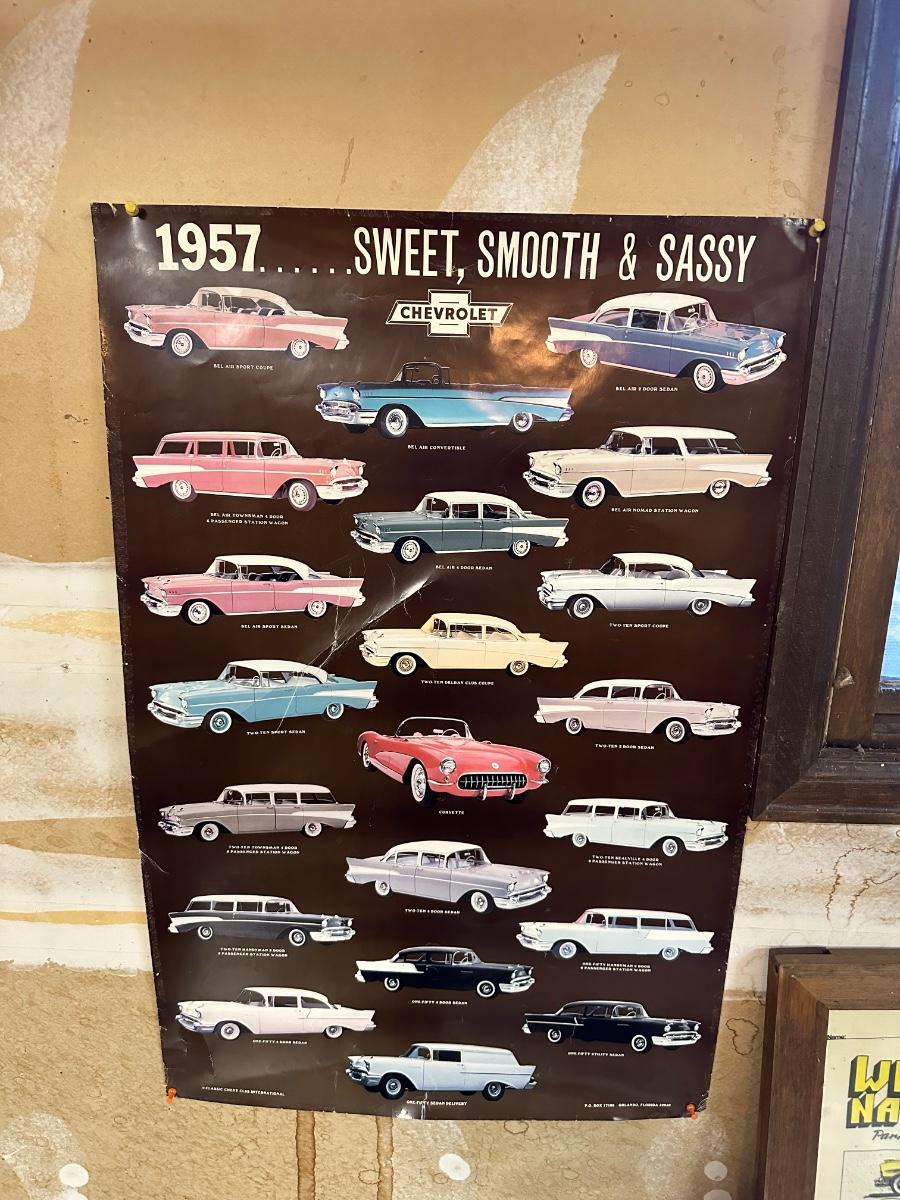 1957......SWEET, SMOOTH & SASSY
CHEVROLET
BEL AIR SPORT COUPE
BEL AIR 2 DOOR SEDAN
BEL AIR CONVERTIBLE
BEL AIR TOWNSMAN 4 DOOR
6 PASSENGER STATION WAGON
BEL AIR NOMAD STATION WAGON
BEL AIR 4 DOOR SEDAN
BEL AIR SPORT SEDAN
TWO-TEN SPORT COUPE
TWO-TEN DELRAY CLUB COUPE
TWO-TEN SPORT SEDAN
TWO-TEN 2 DOOR SEDAN
CORVETTE
TWO-TEN TOWNSMAN 4 DOOR
6 PASSENGER STATION WAGON
TWO-TEN BEAUVILLE 4 DOOR
9 PASSENGER STATION WAGON
TWO-TEN 4 DOOR SEDAN
TWO-TEN HANDYMAN 2 DOOR
6 PASSENGER STATION WAGON
ONE-FIFTY HANDYMAN 2 DOOR
6 PASSENGER STATION WAGON
ONE-FIFTY 4 DOOR SEDAN
ONE-FIFTY 2 DOOR SEDAN
ONE-FIFTY UTILITY SEDAN
ONE-FIFTY SEDAN DELIVERY
CLASSIC CHEVY CLUB INTERNATIONAL
P.O. BOX 17188 ORLANDO, FLORIDA
Name: